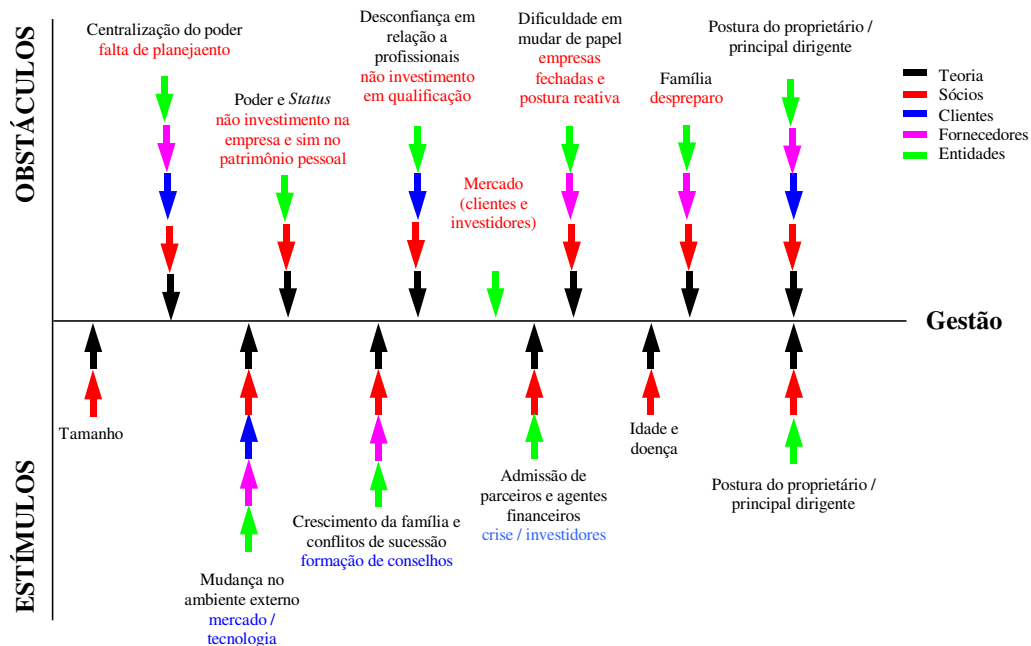 OBSTÁCULOS
Centralização do poder
falta de planejaento
Poder e Status
não investimento na
empresa e sim no
patrimônio pessoal
Desconfiança em
relação a
profissionais
não investimento
em qualificação
Mercado
(clientes e
investidores)
Dificuldade em
mudar de papel
empresas
fechadas e
postura reativa
Família
despreparo
Postura do proprietário /
principal dirigente
Teoria
Sócios
Clientes
Fornecedores
Entidades
Gestão
ESTÍMULOS
Tamanho
Mudança no
ambiente externo
mercado /
tecnologia
Crescimento da família e
conflitos de sucessão
formação de conselhos
Admissão de
parceiros e agentes
financeiros
crise / investidores
Idade e
doença
Postura do proprietário /
principal dirigente